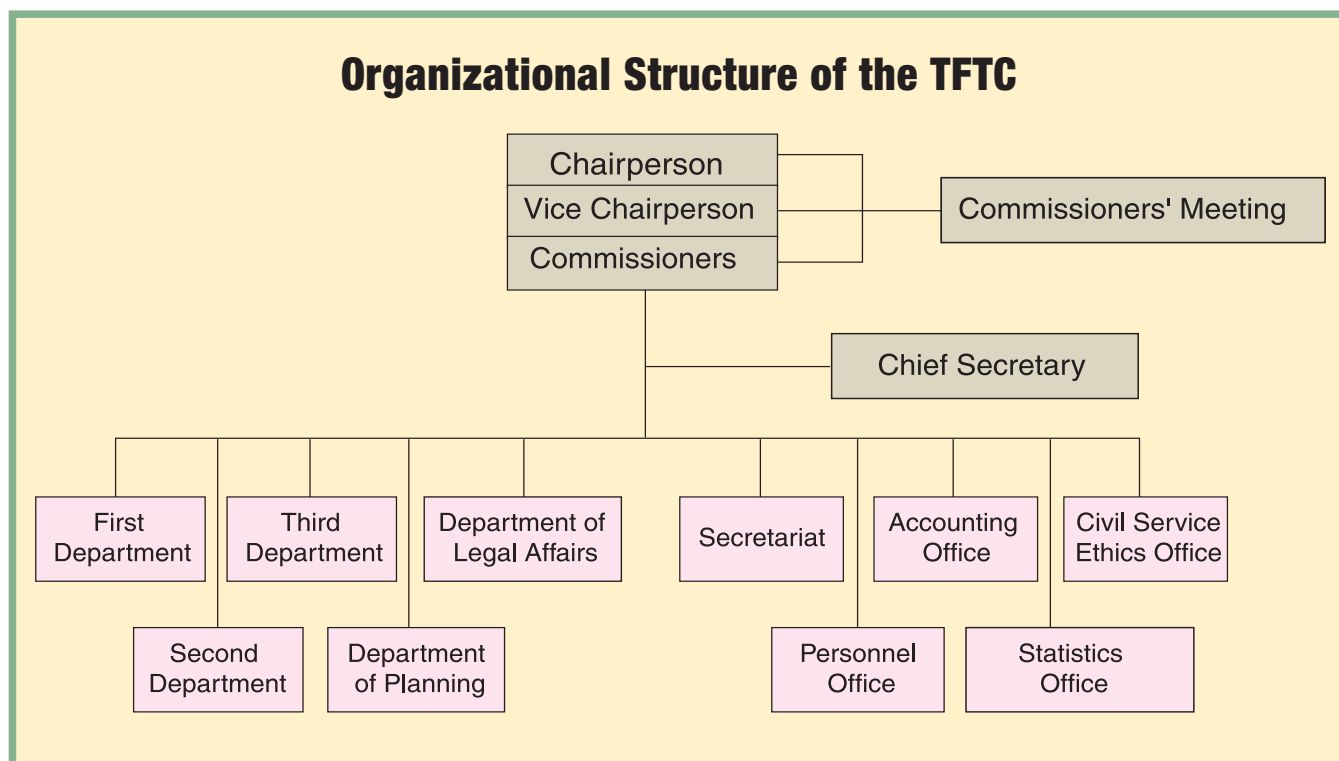 Organizational Structure of the TFTC
Chairperson
Vice Chairperson
Commissioners
Commissioners' Meeting
Chief Secretary
First
Department
Third
Department
Department of
Legal Affairs
Secretariat
Accounting
Office
Civil Service
Ethics Office
Second
Department
Department
of Planning
Personnel
Office
Statistics
Office